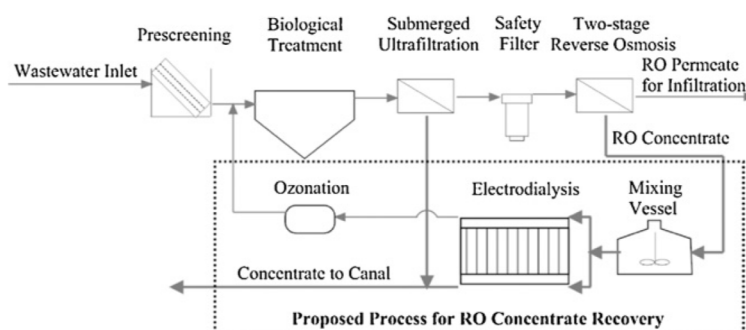 Prescreening
Biological
Treatment
Submerged
Ultrafiltration
Safety
Filter
Two-stage
Reverse Osmosis
Wastewater Inlet
RO Permeate
for Infiltration
RO Concentrate
Ozonation
Electrodialysis
Mixing
Vessel
Concentrate to Canal
Proposed Process for RO Concentrate Recovery